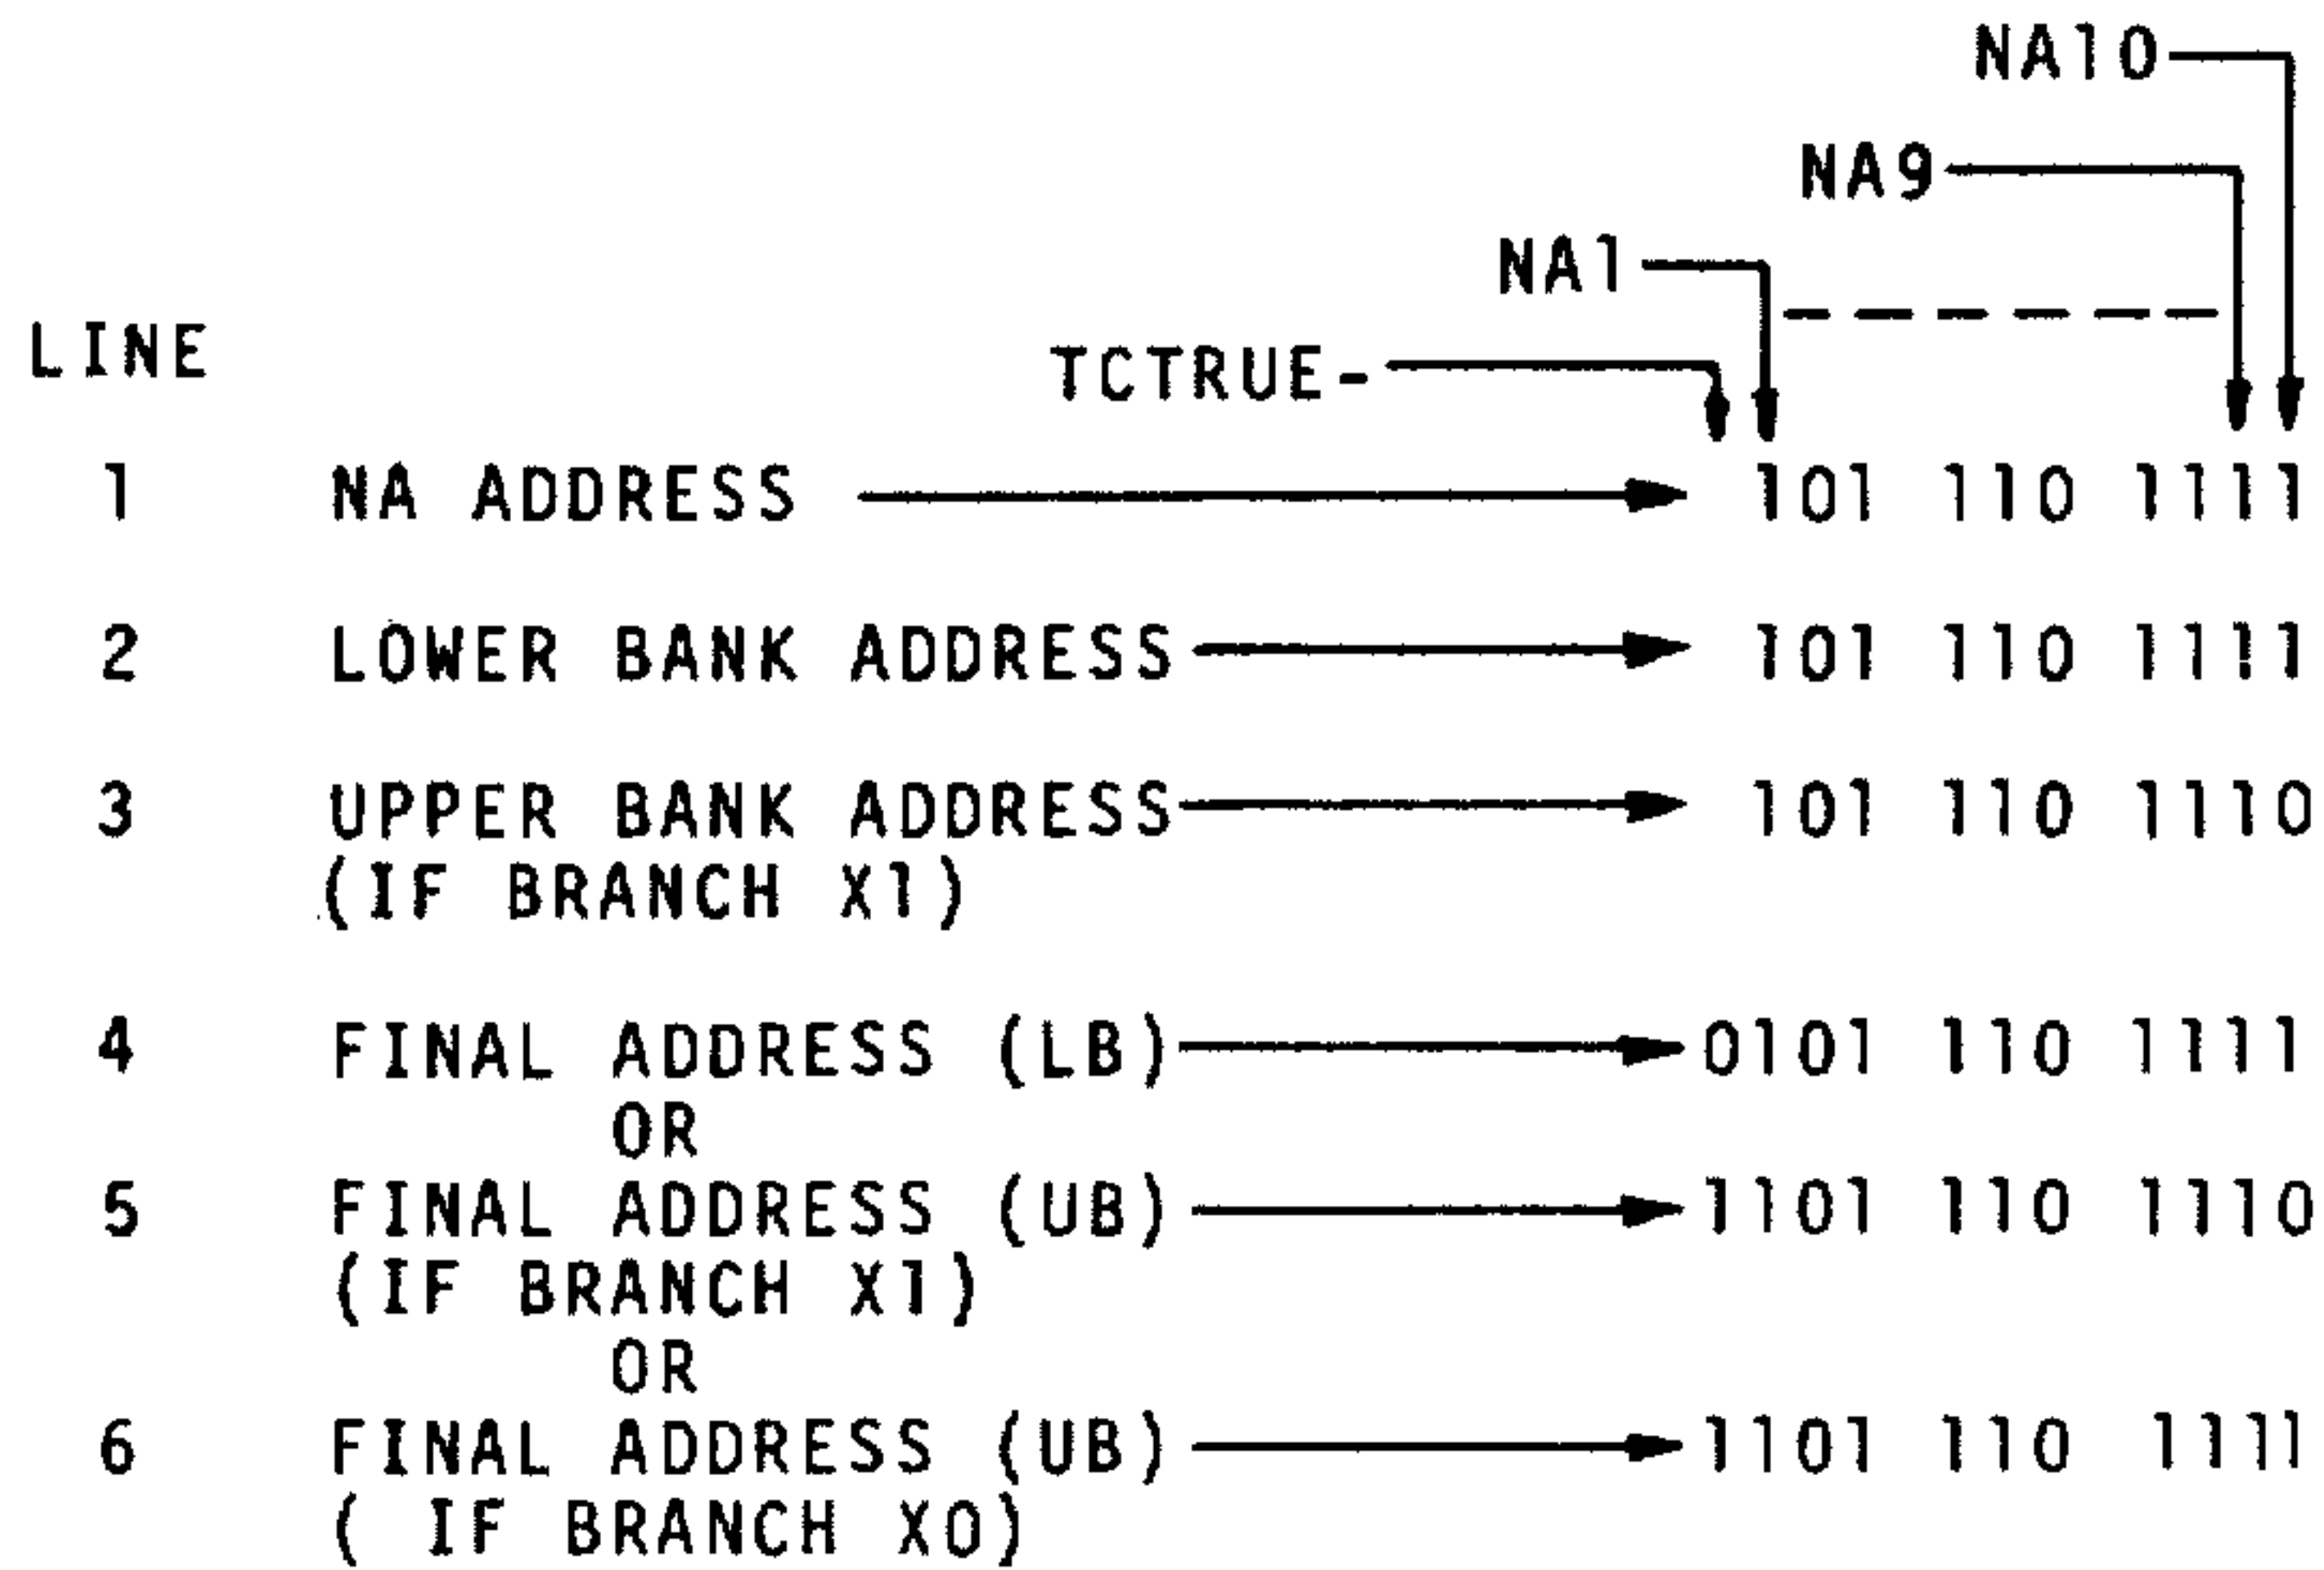 NA10
NA9
NA1
LINE TCTRUE-
1 NA ADDRESS 101 110 1111
2 LOWER BANK ADDRESS 101 110 1111
3 UPPER BANK ADDRESS 101 110 1110
(IF BRANCH X1)
4 FINAL ADDRESS (LB) 0101 110 1111
OR
5 FINAL ADDRESS (UB) 1101 110 1110
(IF BRANCH X1)
OR
6 FINAL ADDRESS (UB) 1101 110 1111
( IF BRANCH X0)